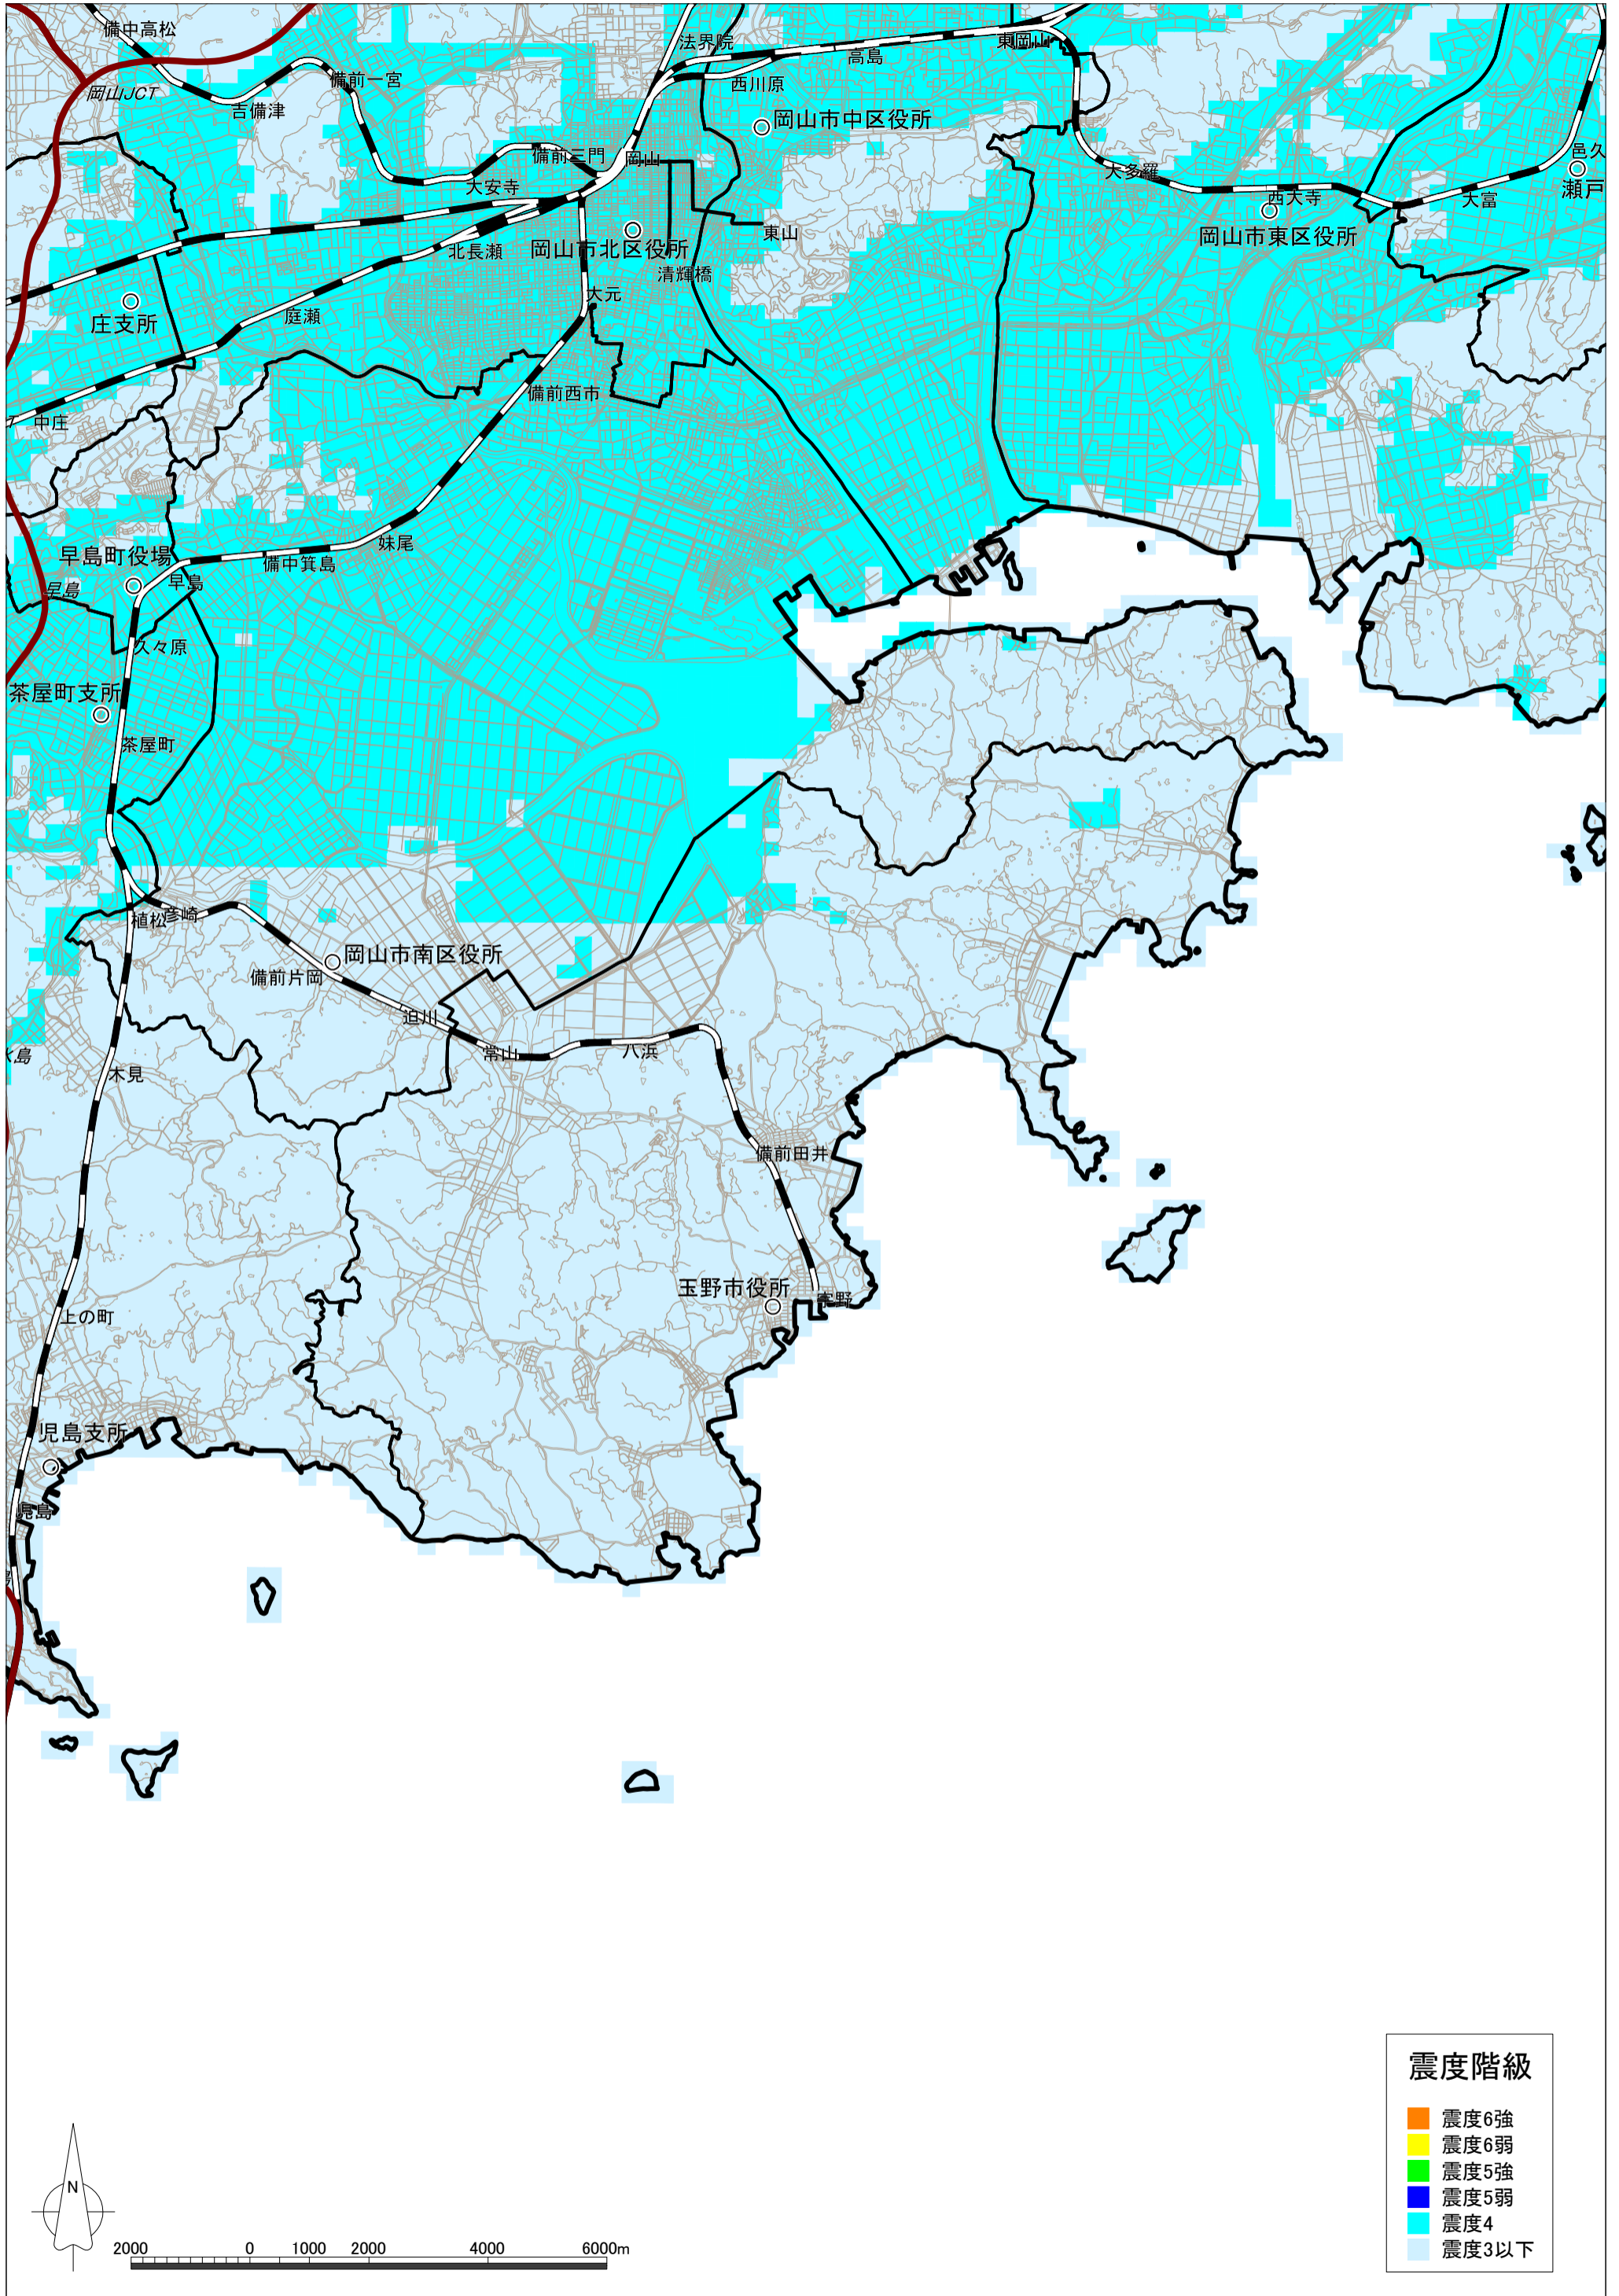 備中高松
法界院
東岡山
高島
備前一宮
岡山JCT
西川原
吉備津
岡山市中区役所
備前三門
岡山
邑久
大多羅
瀬戸
大安寺
西大寺
大富
東山
岡山市東区役所
北長瀬
岡山市北区役所
清輝橋
大元
庄支所
庭瀬
備前西市
中庄
妹尾
早島町役場
備中箕島
早島
早島
久々原
茶屋町支所
茶屋町
植松
彦崎
岡山市南区役所
備前片岡
迫川
常山
八浜
水島
木見
備前田井
玉野市役所
宇野
上の町
児島支所
児島
震度階級
震度6強
震度6弱
震度5強
震度5弱
震度4
震度3以下
N
2000 0 1000 2000 4000 6000m